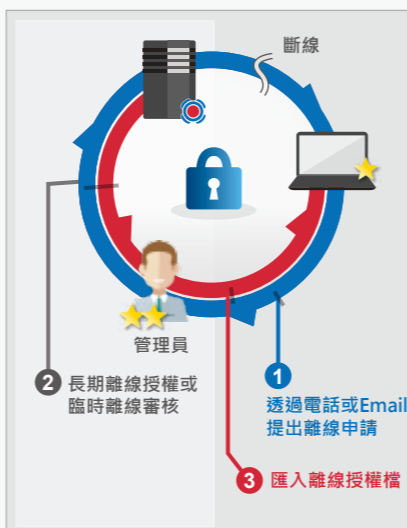 斷線
管理員
2 長期離線授權或
臨時離線審核
1
透過電話或Email
提出離線申請
3 匯入離線授權檔